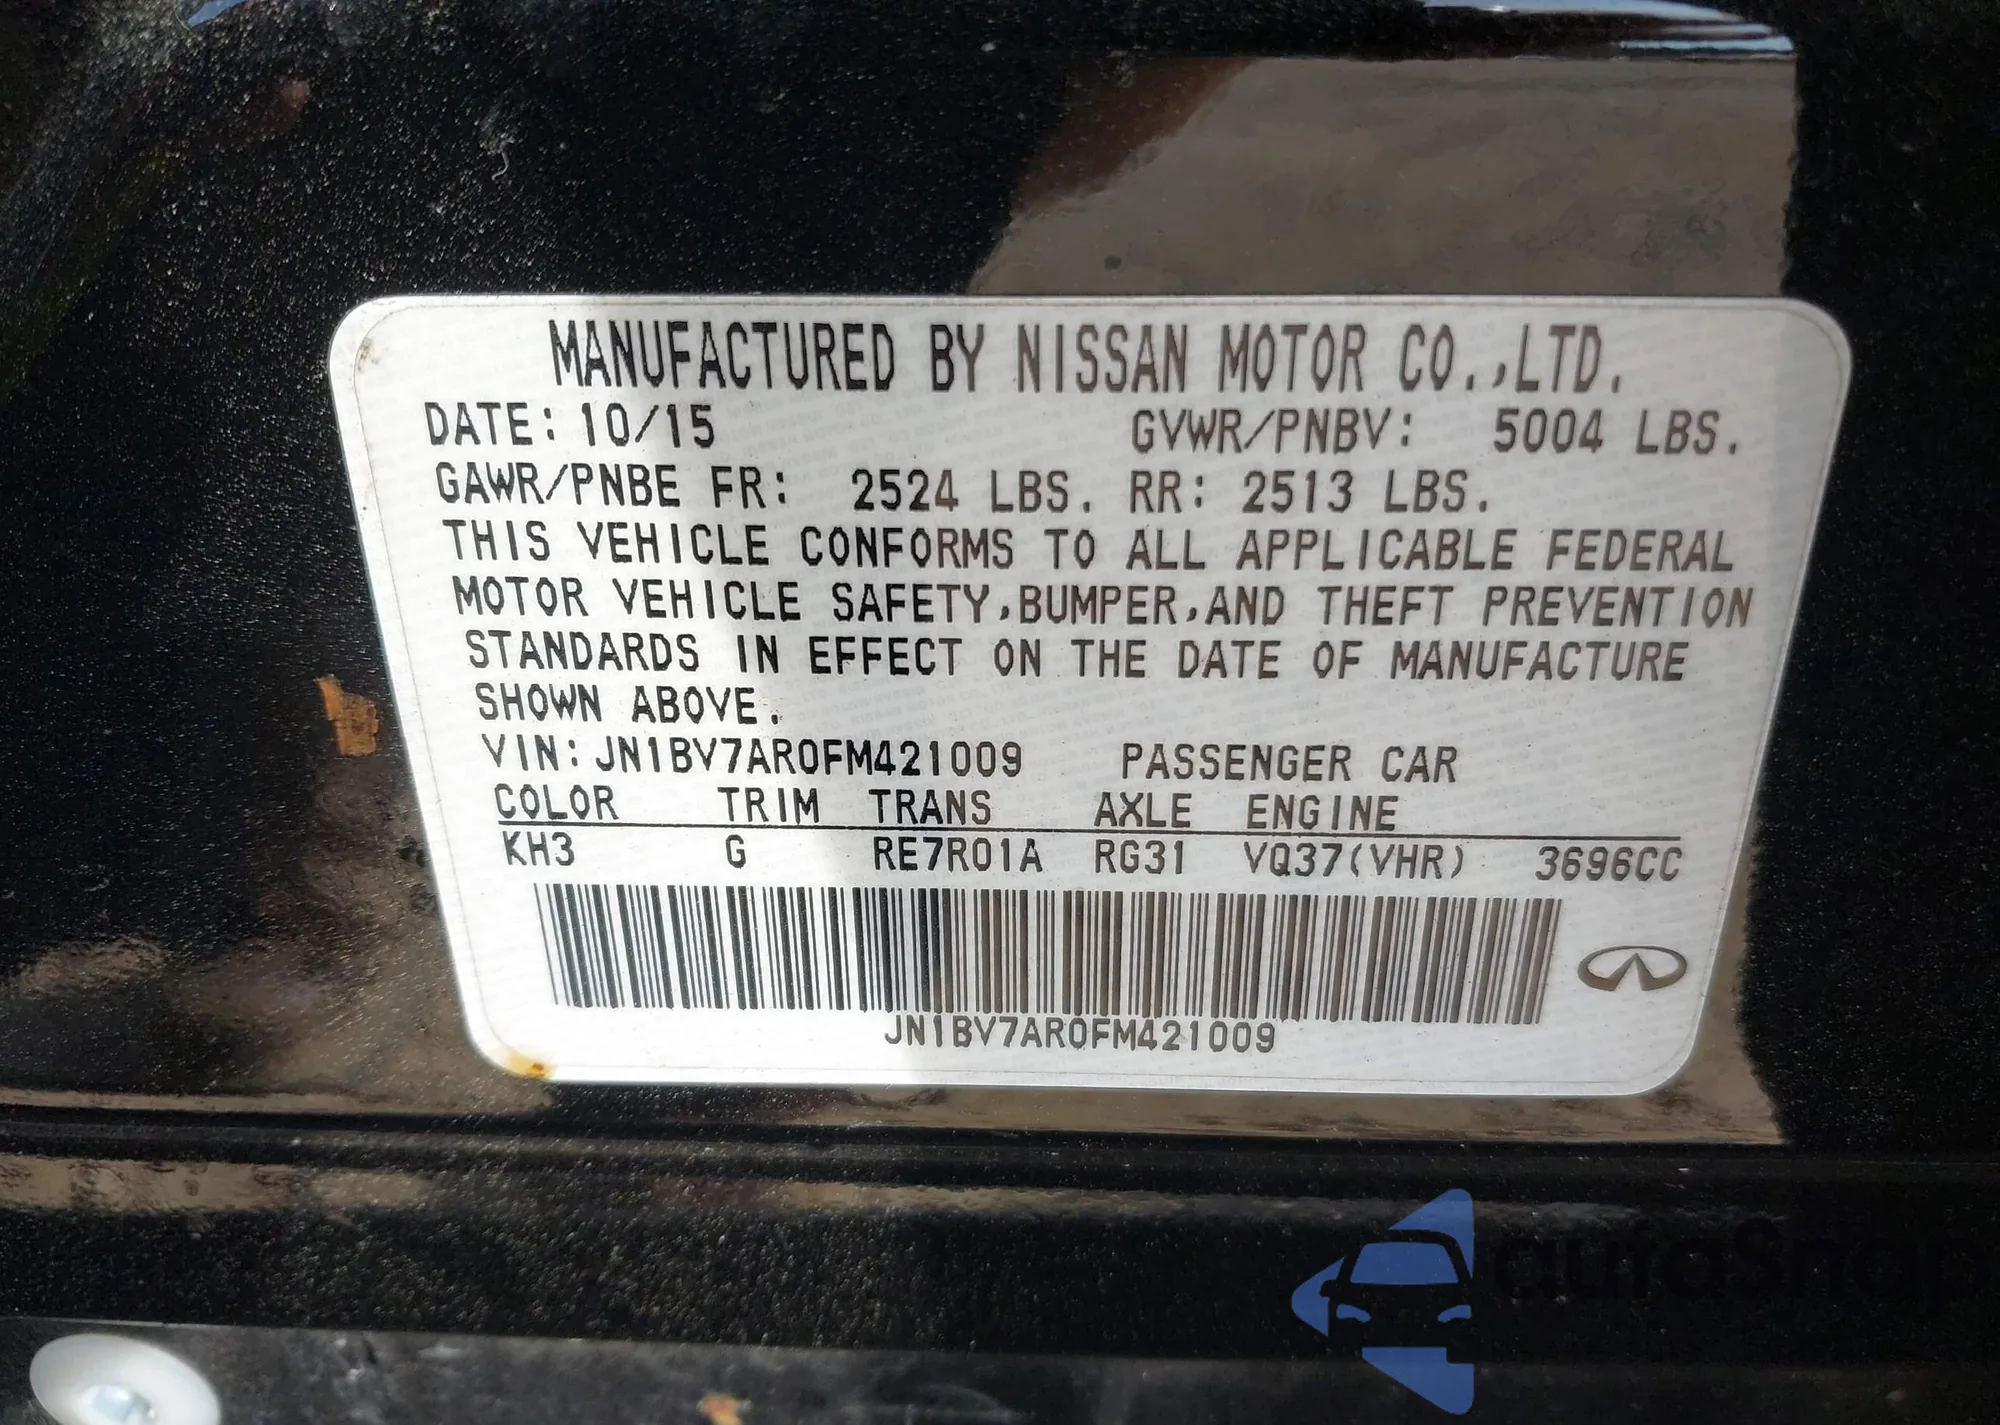 MANUFACTURED BY NISSAN MOTOR CO.,LTD.
DATE: 10/15 GVWR/PNBV: 5004 LBS.
GAWR/PNBE FR: 2524 LBS. RR: 2513 LBS.
THIS VEHICLE CONFORMS TO ALL APPLICABLE FEDERAL
MOTOR VEHICLE SAFETY,BUMPER,AND THEFT PREVENTION
STANDARDS IN EFFECT ON THE DATE OF MANUFACTURE
SHOWN ABOVE.
VIN: JN1BV7AR0FM421009 PASSENGER CAR
COLOR TRIM TRANS AXLE ENGINE
KH3 G RE7R01A RG31 VQ37(VHR) 3696CC
JN1BV7AR0FM421009
autoSnap